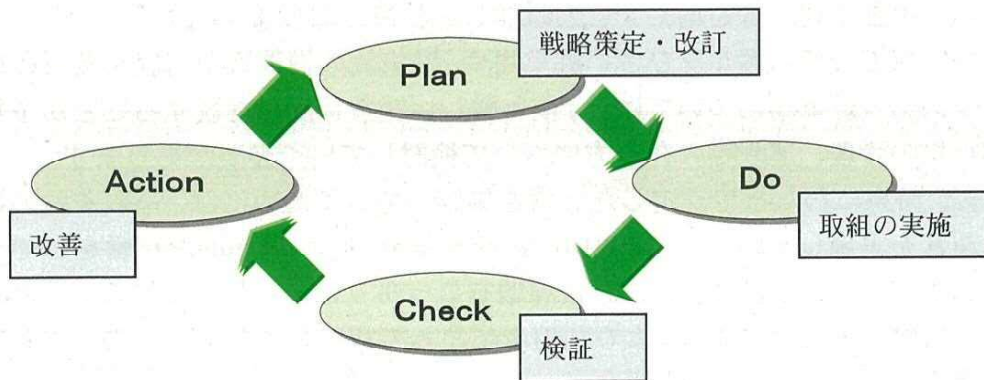 Plan
戦略策定・改訂
Do
取組の実施
Check
検証
Action
改善